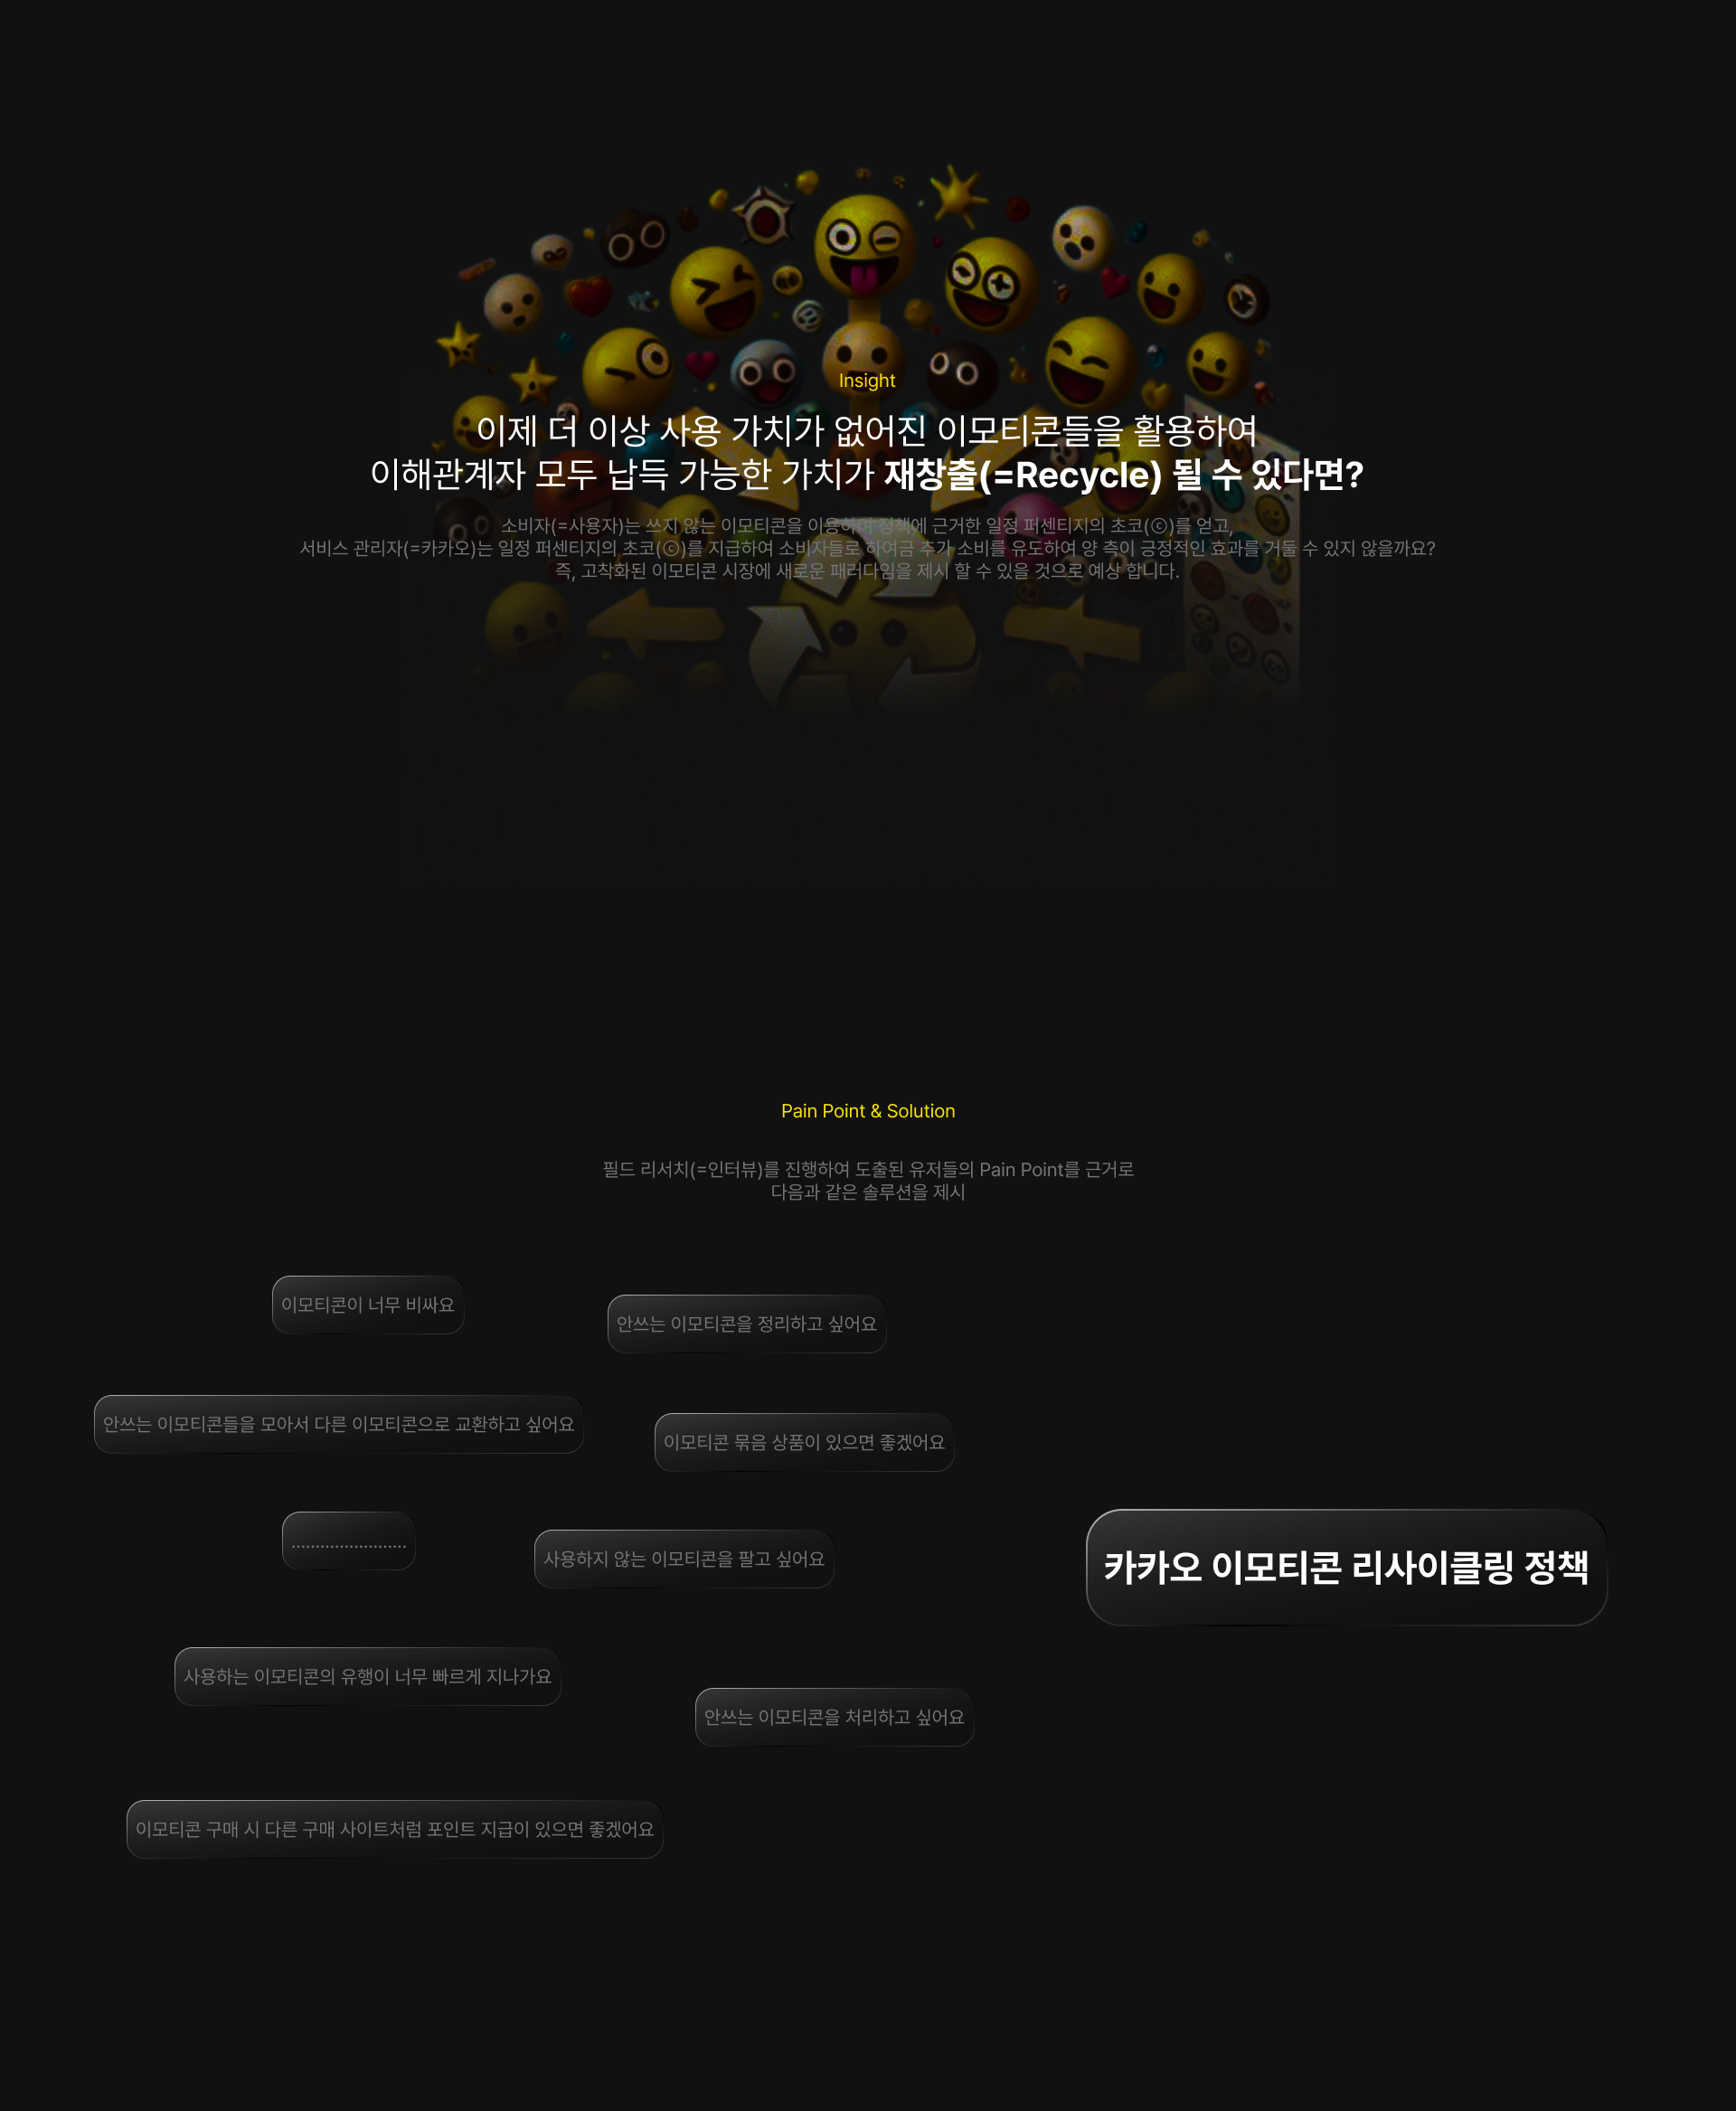 Insight
이제 더 이상 사용 가치가 없어진 이모티콘들을 활용하여
이해관계자 모두 납득 가능한 가치가 재창출(=Recycle) 될 수 있다면?
소비자(=사용자)는 쓰지 않는 이모티콘을 이용하여 정책에 근거한 일정 퍼센티지의 초코(ⓒ)를 얻고,
서비스 관리자(=카카오)는 일정 퍼센티지의 초코(ⓒ)를 지급하여 소비자들로 하여금 추가 소비를 유도하여 양 측이 긍정적인 효과를 거둘 수 있지 않을까요?
즉, 고착화된 이모티콘 시장에 새로운 패러다임을 제시 할 수 있을 것으로 예상 합니다.
Pain Point & Solution
필드 리서치(=인터뷰)를 진행하여 도출된 유저들의 Pain Point를 근거로
다음과 같은 솔루션을 제시
이모티콘이 너무 비싸요
안쓰는 이모티콘을 정리하고 싶어요
안쓰는 이모티콘들을 모아서 다른 이모티콘으로 교환하고 싶어요
이모티콘 묶음 상품이 있으면 좋겠어요
........................
사용하지 않는 이모티콘을 팔고 싶어요
카카오 이모티콘 리사이클링 정책
사용하는 이모티콘의 유행이 너무 빠르게 지나가요
안쓰는 이모티콘을 처리하고 싶어요
이모티콘 구매 시 다른 구매 사이트처럼 포인트 지급이 있으면 좋겠어요